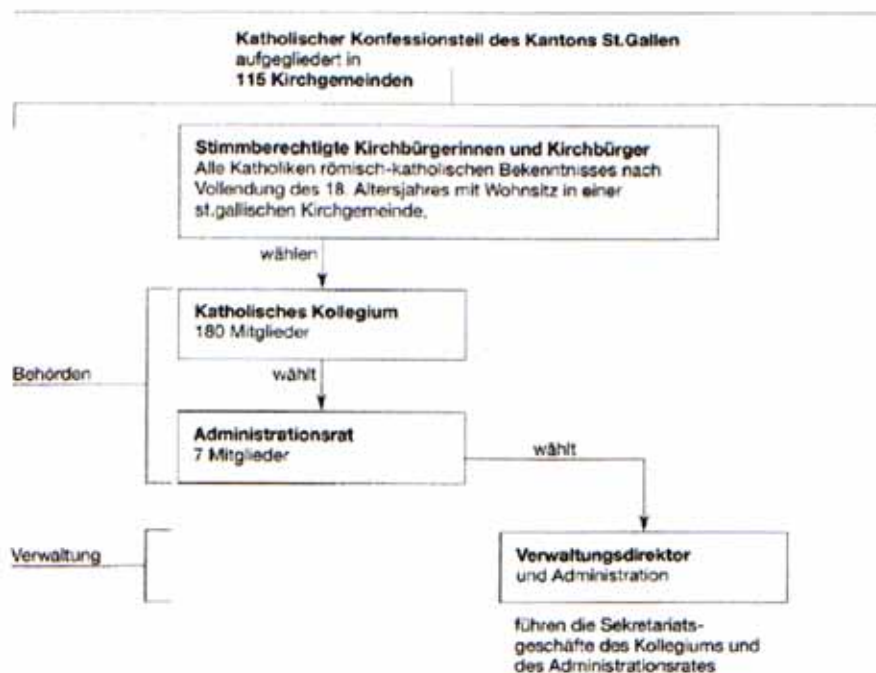 Katholischer Konfessionsteil des Kantons St.Gallen
aufgegliedert in
115 Kirchgemeinden
Stimmberechtigte Kirchbürgerinnen und Kirchbürger
Alle Katholiken römisch-katholischen Bekenntnisses nach
Vollendung des 18. Altersjahres mit Wohnsitz in einer
st.gallischen Kirchgemeinde.
wählen
Katholisches Kollegium
180 Mitglieder
Behörden
wählt
Administrationsrat
7 Mitglieder
wählt
Verwaltung
Verwaltungsdirektor
und Administration
führen die Sekretariats-
geschäfte des Kollegiums und
des Administrationsrates